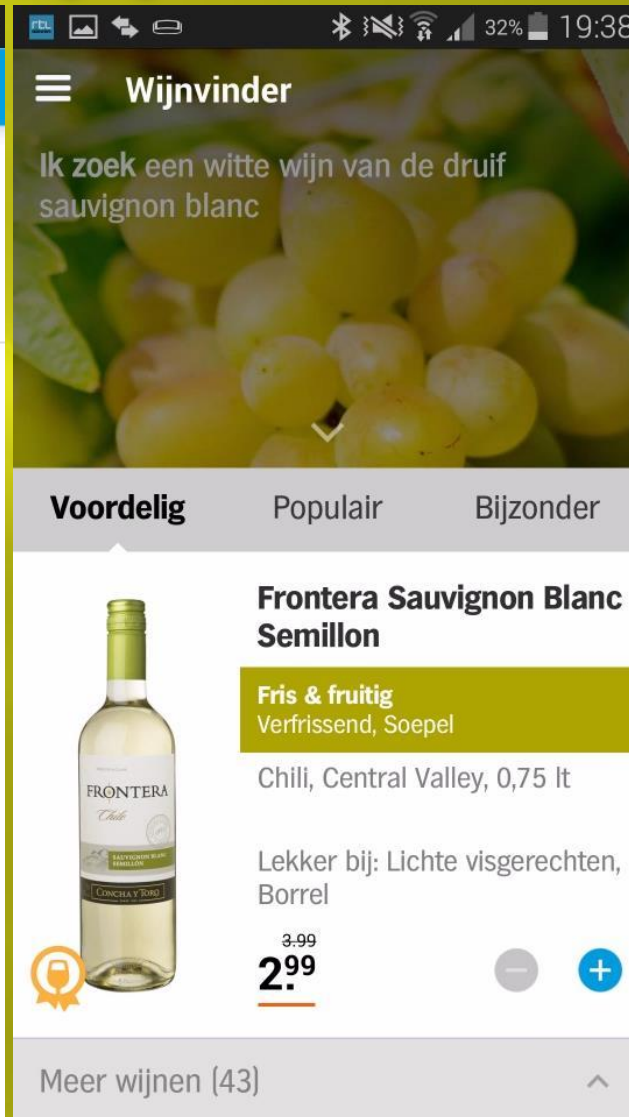 rtl
32% 19:38
Wijnvinder
Ik zoek een witte wijn van de druif
sauvignon blanc
Voordelig Populair Bijzonder
Frontera Sauvignon Blanc
Semillon
Fris & fruitig
Verfrissend, Soepel
Chili, Central Valley, 0,75 lt
FRONTERA
Chile
SAUVIGNON BLANC
SEMILLÓN
CONCHA Y TORO
Lekker bij: Lichte visgerechten,
Borrel
3.99
2.99
Meer wijnen (43)